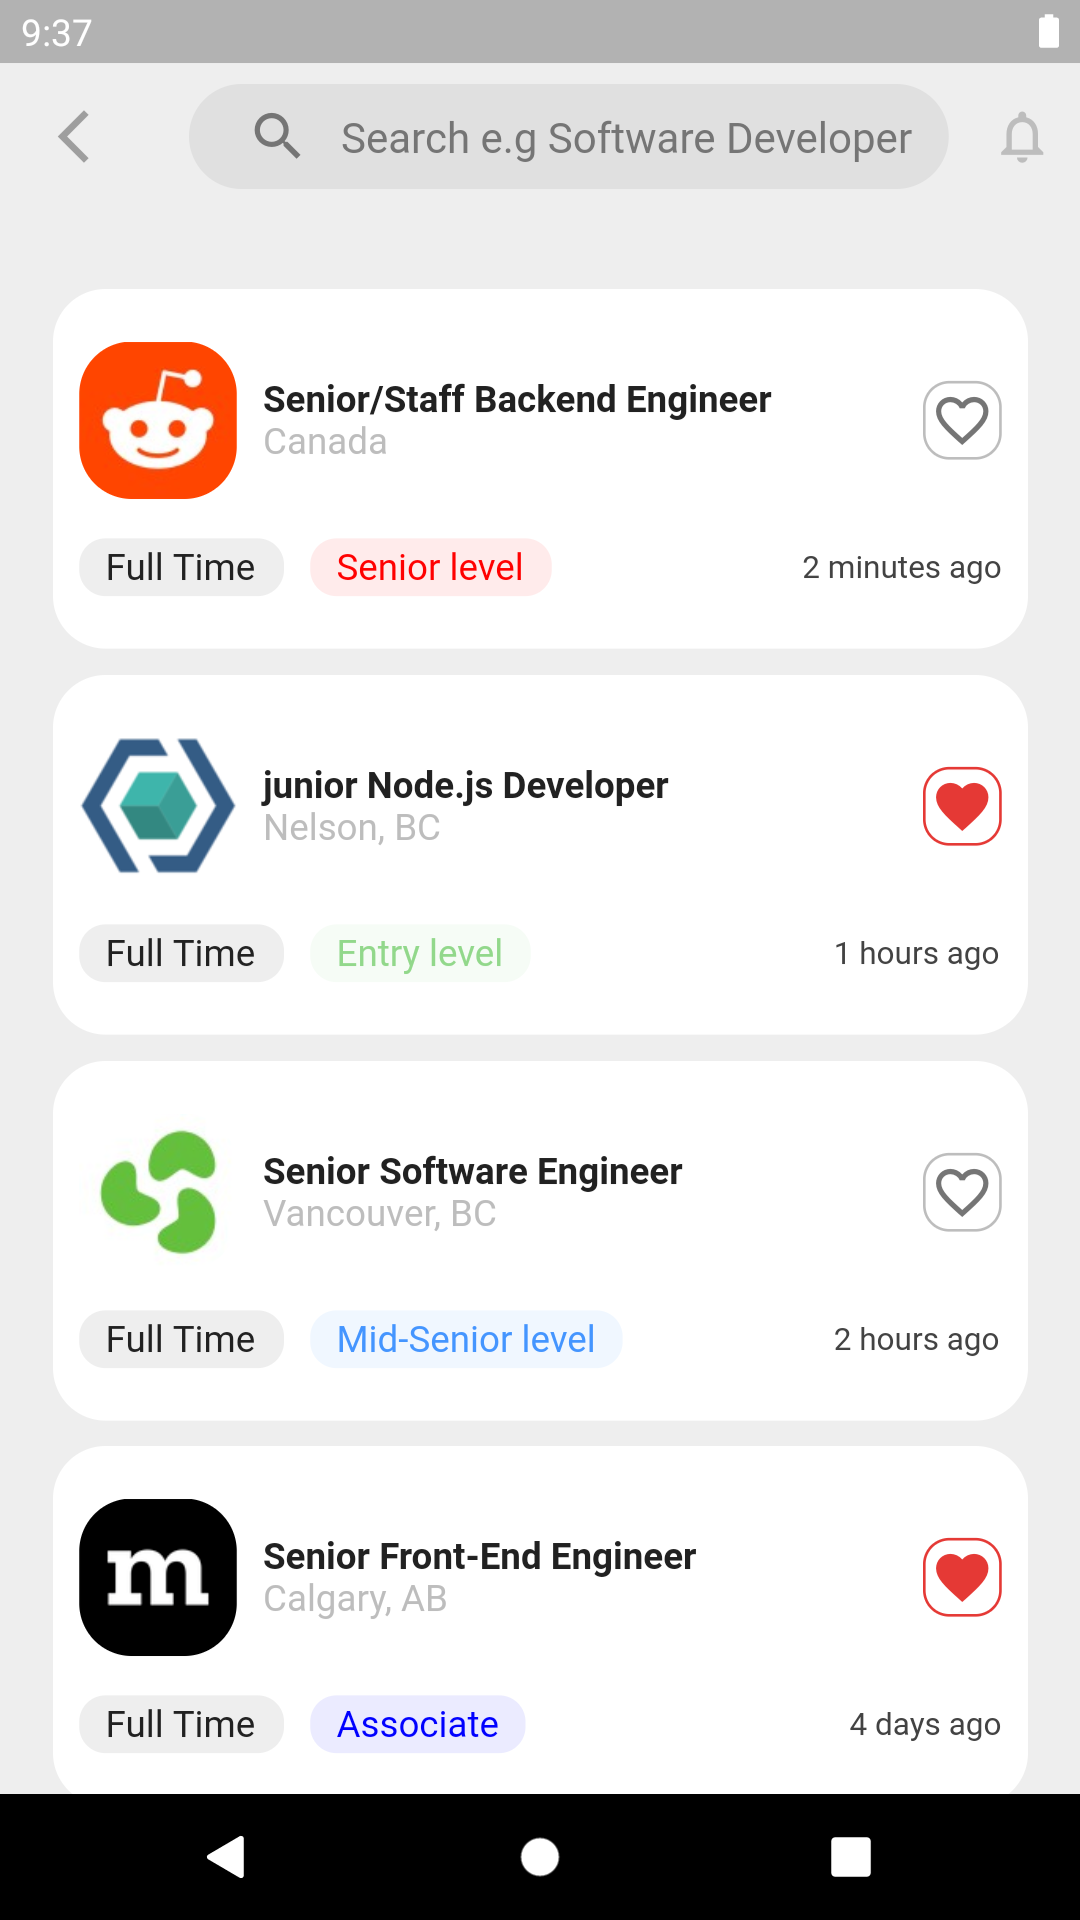 9:37
Search e.g Software Developer
Senior/Staff Backend Engineer
Canada
Full Time
Senior level
2 minutes ago
junior Node.js Developer
Nelson, BC
Full Time
Entry level
1 hours ago
Senior Software Engineer
Vancouver, BC
Full Time
Mid-Senior level
2 hours ago
m
Senior Front-End Engineer
Calgary, AB
Full Time
Associate
4 days ago